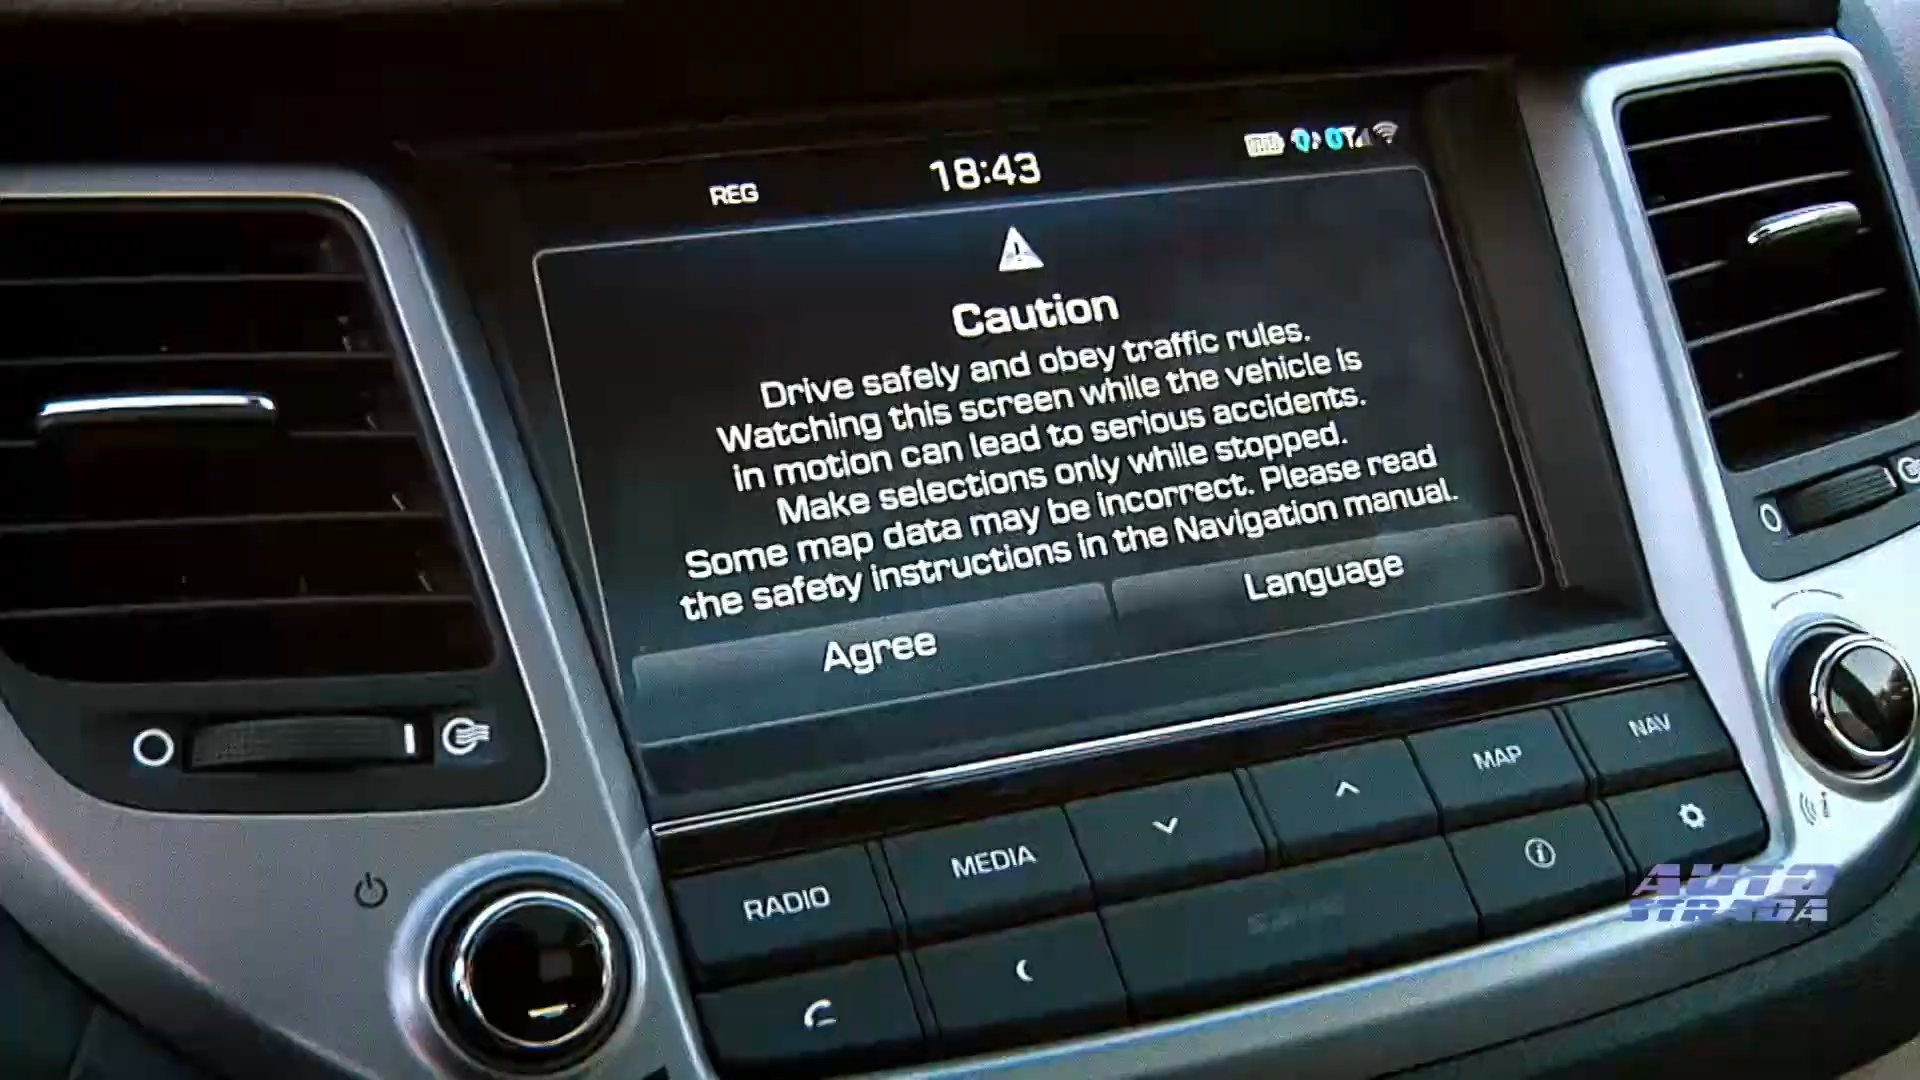 REG
18:43
Caution
Drive safely and obey traffic rules.
Watching this screen while the vehicle is
in motion can lead to serious accidents.
Make selections only while stopped.
Some map data may be incorrect. Please read
the safety instructions in the Navigation manual.
Agree
Language
RADIO
MEDIA
MAP
NAV
AUTO
STRADA